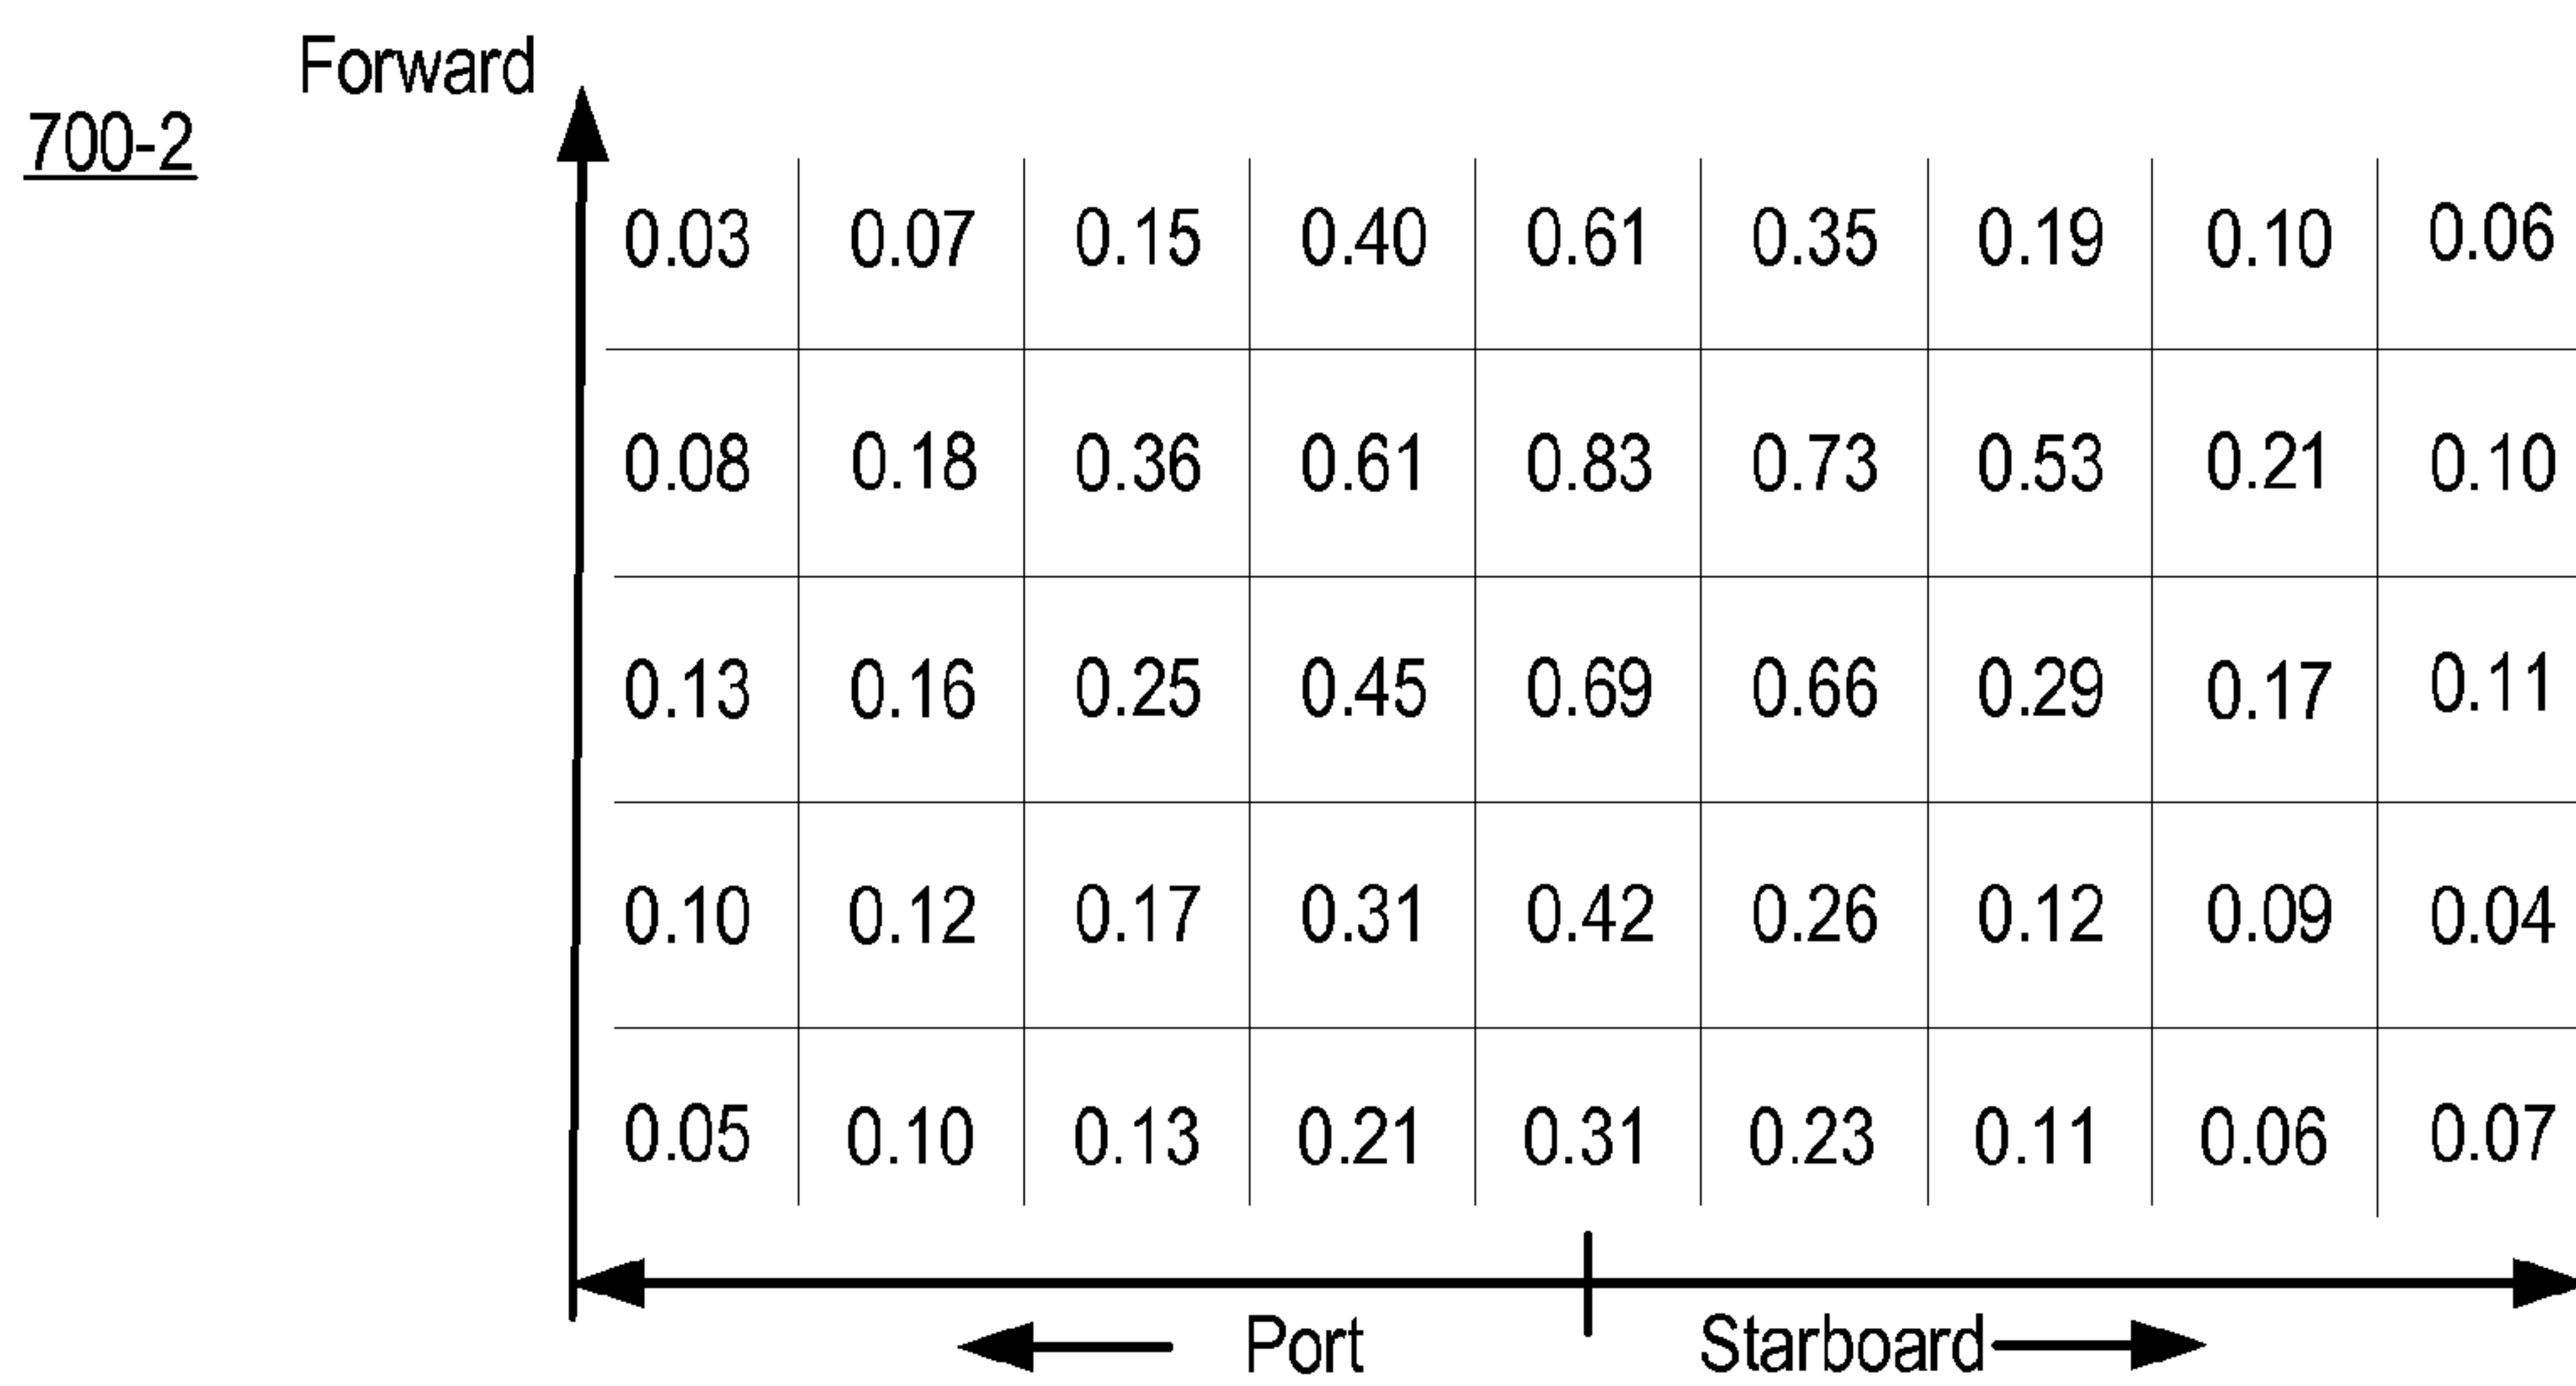 Forward
700-2
0.03 0.07 0.15 0.40 0.61 0.35 0.19 0.10 0.06
0.08 0.18 0.36 0.61 0.83 0.73 0.53 0.21 0.10
0.13 0.16 0.25 0.45 0.69 0.66 0.29 0.17 0.11
0.10 0.12 0.17 0.31 0.42 0.26 0.12 0.09 0.04
0.05 0.10 0.13 0.21 0.31 0.23 0.11 0.06 0.07
Port Starboard